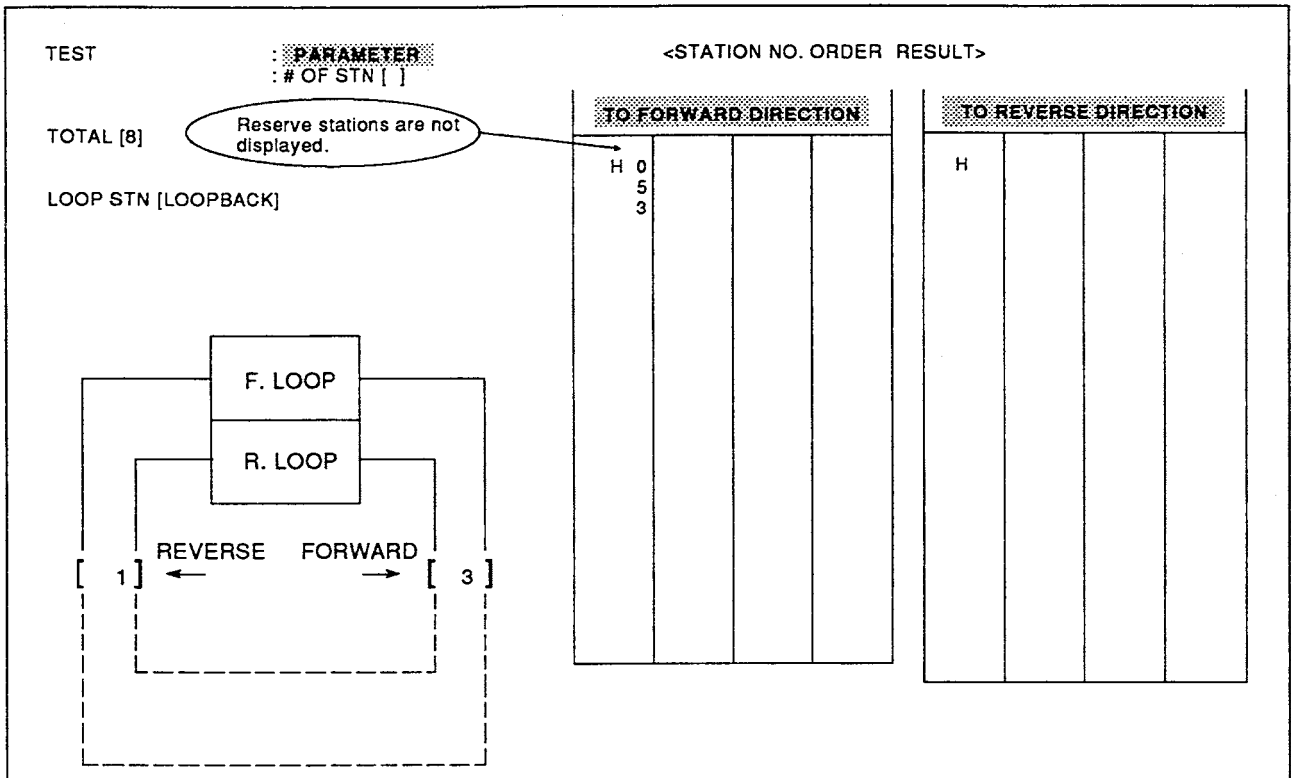 TEST : PARAMETER <STATION NO. ORDER RESULT>
: # OF STN [ ]
TO FORWARD DIRECTION TO REVERSE DIRECTION
TOTAL [8] Reserve stations are not
displayed.
H 0 H
5
3
LOOP STN [LOOPBACK]
F. LOOP
R. LOOP
REVERSE FORWARD
[ 1] ← → [ 3 ]